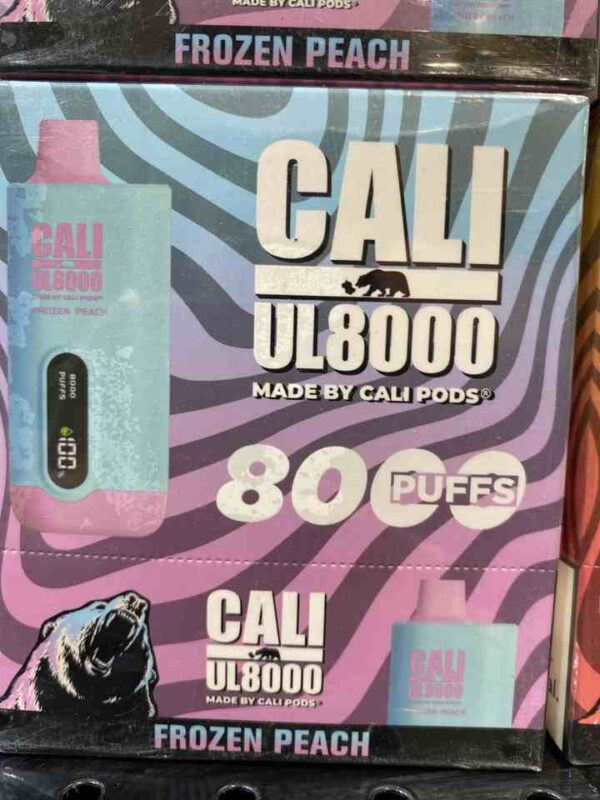 MADE BY CALI PODS
FROZEN PEACH
CALI
UL8000
MADE BY CALI PODS®
CALI
UL8000
FROZEN PEACH
8000
PUFFS
100%
8000
PUFFS
CALI
UL8000
MADE BY CALI PODS
CALI
UL8000
FROZEN PEACH